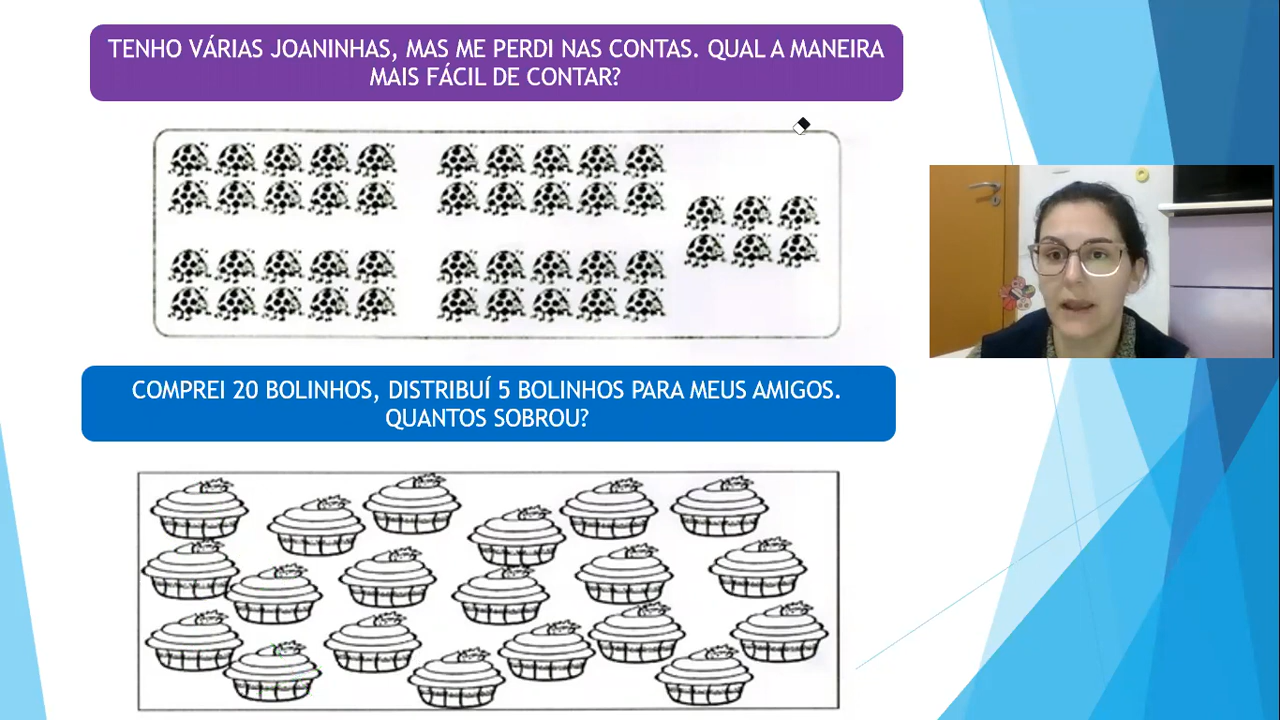 TENHO VÁRIAS JOANINHAS, MAS ME PERDI NAS CONTAS. QUAL A MANEIRA
MAIS FÁCIL DE CONTAR?
COMPREI 20 BOLINHOS, DISTRIBUÍ 5 BOLINHOS PARA MEUS AMIGOS.
QUANTOS SOBROU?